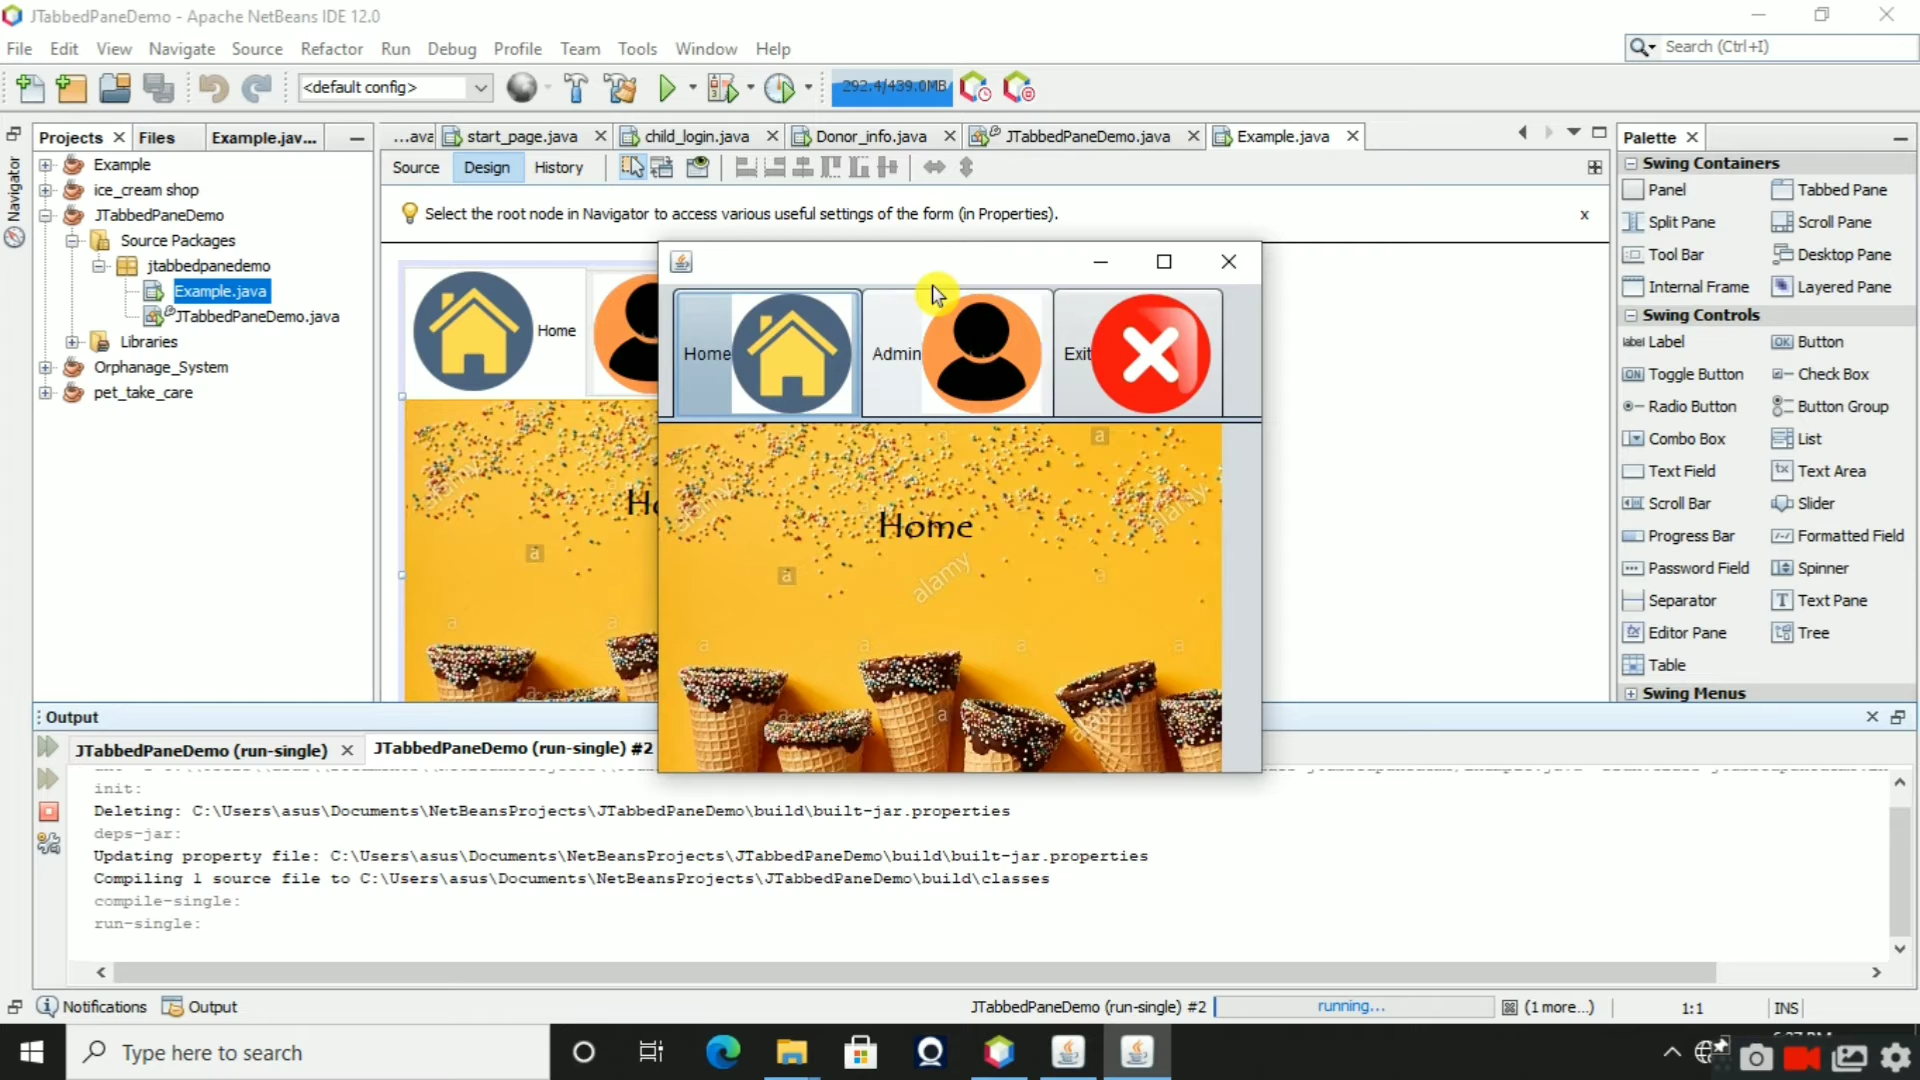 JTabbedPaneDemo - Apache NetBeans IDE 12.0
File Edit View Navigate Source Refactor Run Debug Profile Team Tools Window Help
Search (Ctrl+I)
<default config>
292.4/439.0MB
Projects Files Example.jav...
...ava start_page.java child_login.java Donor_info.java JTabbedPaneDemo.java Example.java
Source Design History
Select the root node in Navigator to access various useful settings of the form (in Properties).
x
Navigator
Example
ice_cream shop
JTabbedPaneDemo
Source Packages
jtabbedpanedemo
Example.java
JTabbedPaneDemo.java
Libraries
Orphanage_System
pet_take_care
Home
Home
Admin
Exit
Home
alamy
Palette
Swing Containers
Panel Tabbed Pane
Split Pane Scroll Pane
Tool Bar Desktop Pane
Internal Frame Layered Pane
Swing Controls
Label Button
Toggle Button Check Box
Radio Button Button Group
Combo Box List
Text Field Text Area
Scroll Bar Slider
Progress Bar Formatted Field
Password Field Spinner
Separator Text Pane
Editor Pane Tree
Table
Swing Menus
Output
JTabbedPaneDemo (run-single) JTabbedPaneDemo (run-single) #2
init:
Deleting: C:\Users\asus\Documents\NetBeansProjects\JTabbedPaneDemo\build\built-jar.properties
deps-jar:
Updating property file: C:\Users\asus\Documents\NetBeansProjects\JTabbedPaneDemo\build\built-jar.properties
Compiling 1 source file to C:\Users\asus\Documents\NetBeansProjects\JTabbedPaneDemo\build\classes
compile-single:
run-single:
Notifications Output
JTabbedPaneDemo (run-single) #2 running... (1 more...) 1:1 INS
Type here to search